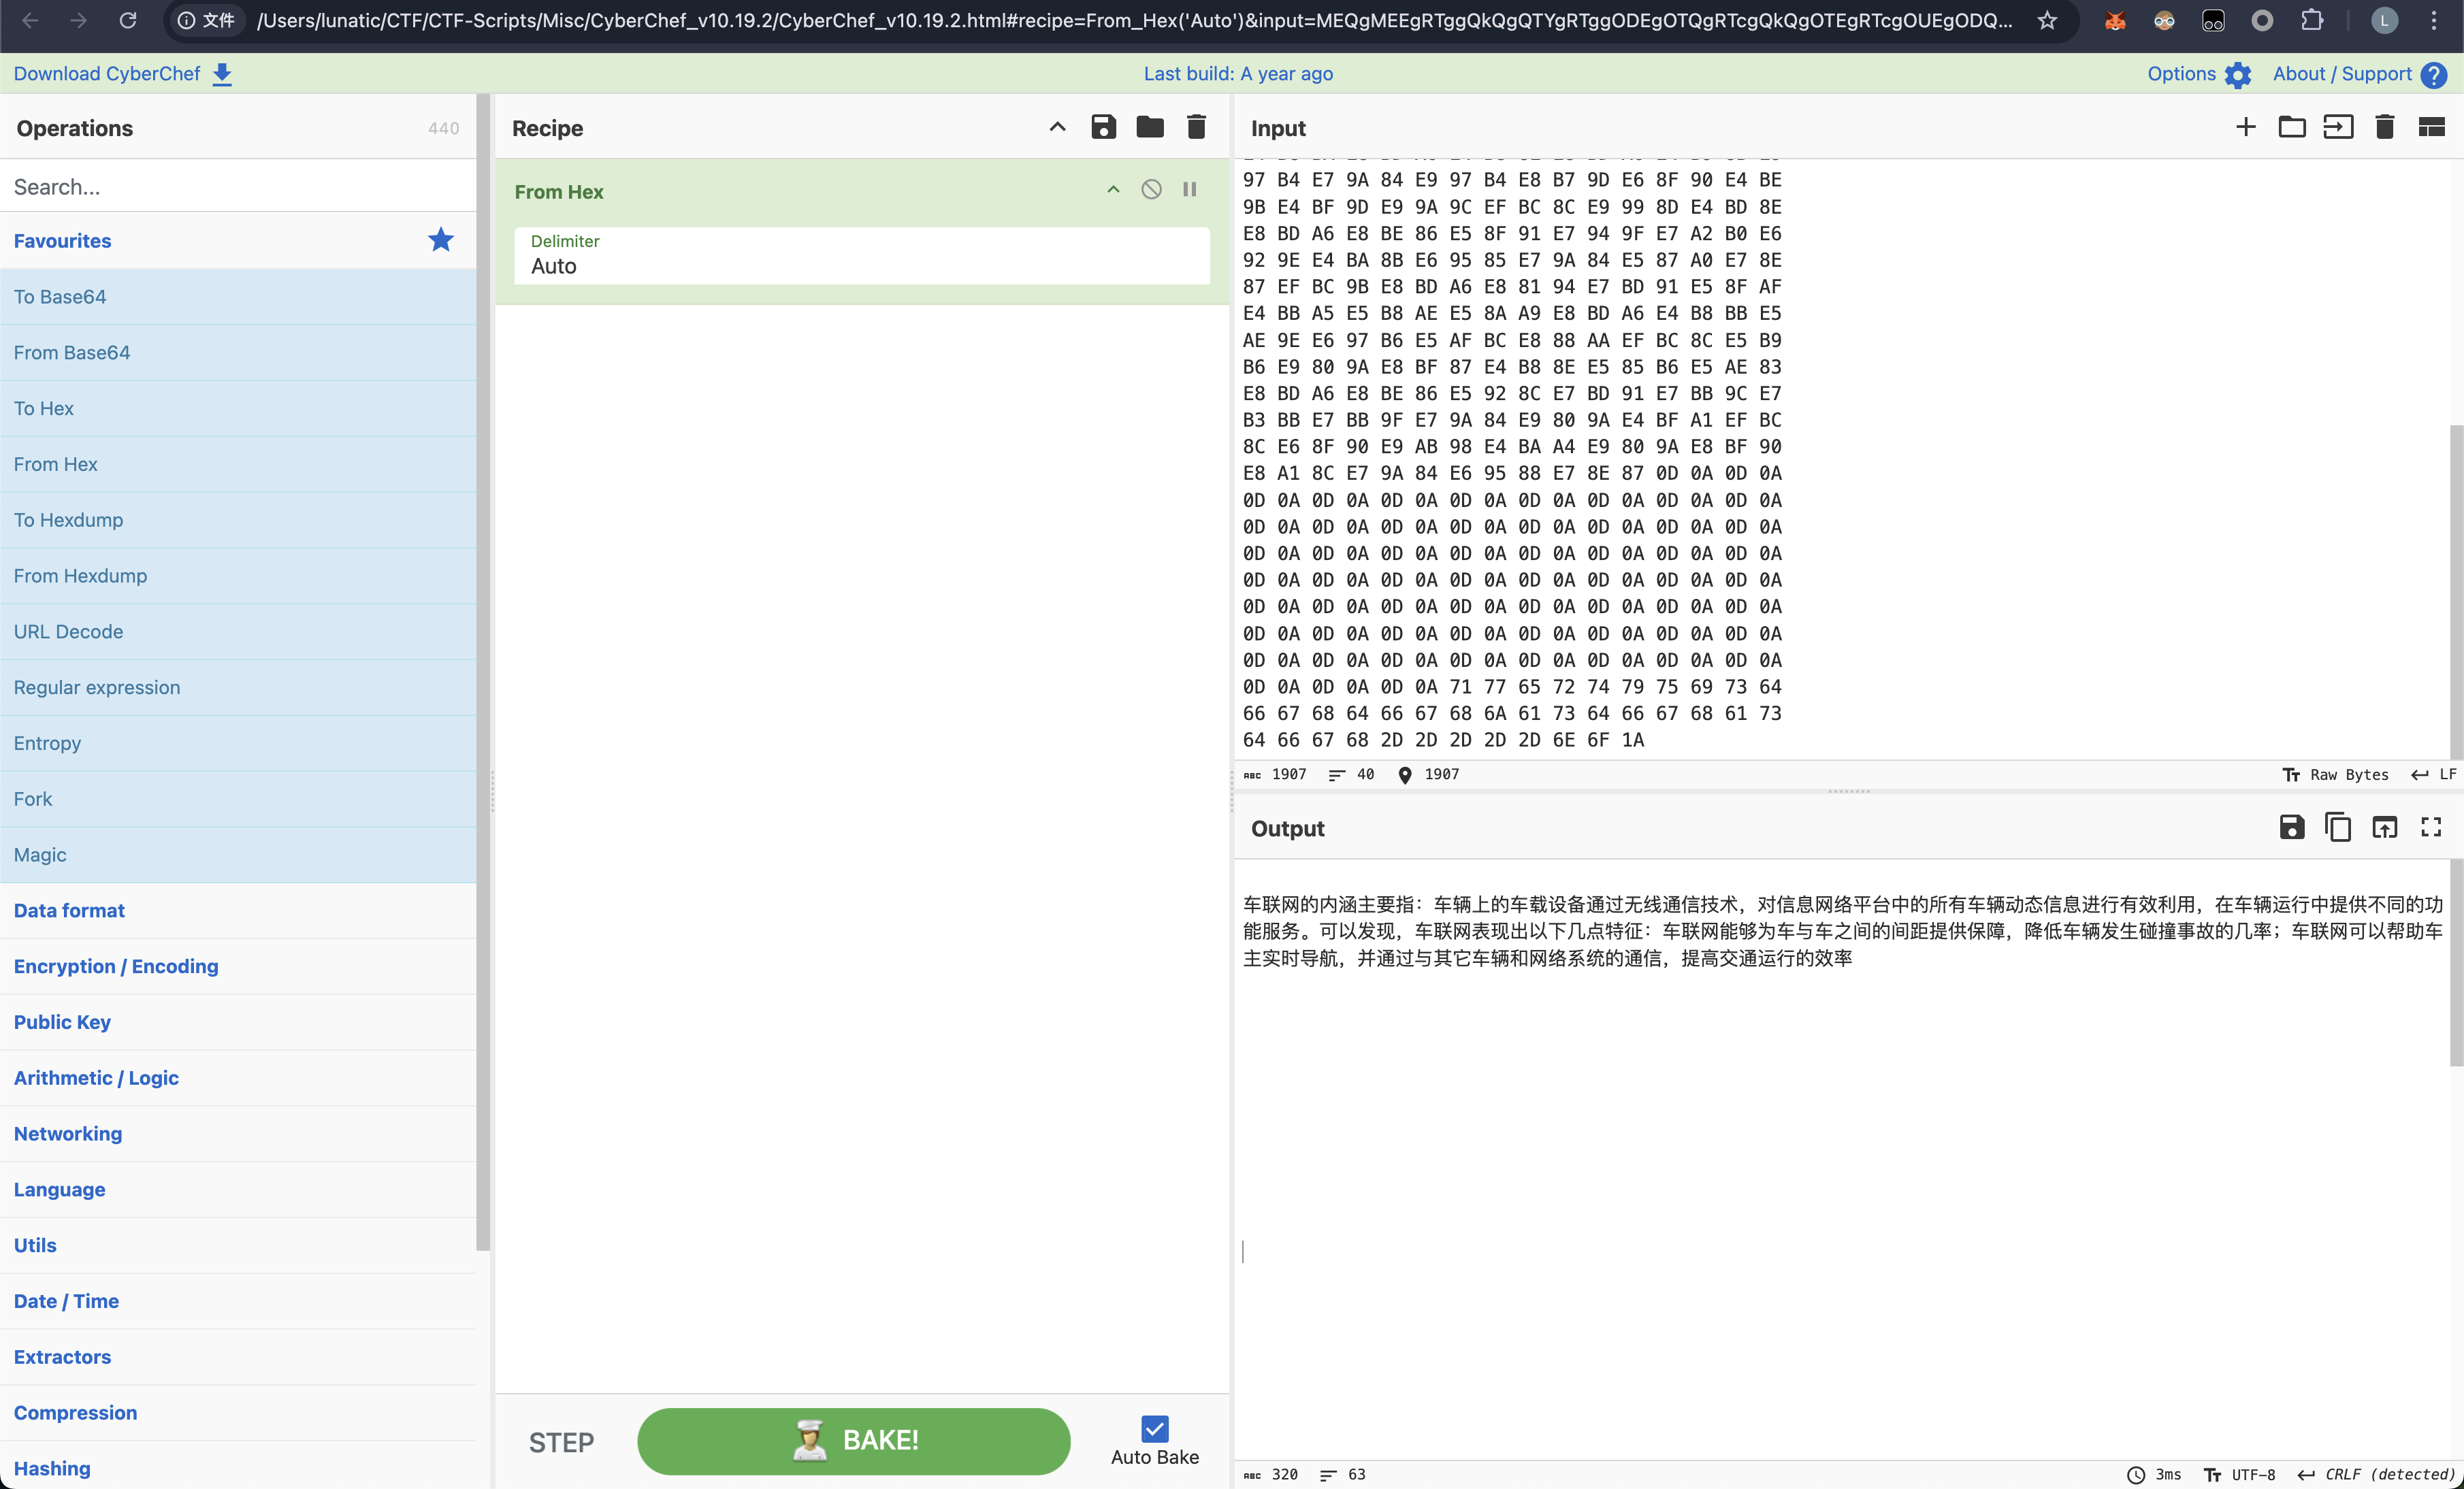 文件
/Users/lunatic/CTF/CTF-Scripts/Misc/CyberChef_v10.19.2/CyberChef_v10.19.2.html#recipe=From_Hex('Auto')&input=MEQgMEEgRTggQkQgQTYgRTggODEgOTQgRTcgQkQgOTEgRTcgOUEgODQ...
L
Download CyberChef
Last build: A year ago
Options
About / Support
Operations
440
Search...
Favourites
To Base64
From Base64
To Hex
From Hex
To Hexdump
From Hexdump
URL Decode
Regular expression
Entropy
Fork
Magic
Data format
Encryption / Encoding
Public Key
Arithmetic / Logic
Networking
Language
Utils
Date / Time
Extractors
Compression
Hashing
Recipe
From Hex
Delimiter
Auto
STEP
BAKE!
Auto Bake
Input
97 B4 E7 9A 84 E9 97 B4 E8 B7 9D E6 8F 90 E4 BE
9B E4 BF 9D E9 9A 9C EF BC 8C E9 99 8D E4 BD 8E
E8 BD A6 E8 BE 86 E5 8F 91 E7 94 9F E7 A2 B0 E6
92 9E E4 BA 8B E6 95 85 E7 9A 84 E5 87 A0 E7 8E
87 EF BC 9B E8 BD A6 E8 81 94 E7 BD 91 E5 8F AF
E4 BB A5 E5 B8 AE E5 8A A9 E8 BD A6 E4 B8 BB E5
AE 9E E6 97 B6 E5 AF BC E8 88 AA EF BC 8C E5 B9
B6 E9 80 9A E8 BF 87 E4 B8 8E E5 85 B6 E5 AE 83
E8 BD A6 E8 BE 86 E5 92 8C E7 BD 91 E7 BB 9C E7
B3 BB E7 BB 9F E7 9A 84 E9 80 9A E4 BF A1 EF BC
8C E6 8F 90 E9 AB 98 E4 BA A4 E9 80 9A E8 BF 90
E8 A1 8C E7 9A 84 E6 95 88 E7 8E 87 0D 0A 0D 0A
0D 0A 0D 0A 0D 0A 0D 0A 0D 0A 0D 0A 0D 0A 0D 0A
0D 0A 0D 0A 0D 0A 0D 0A 0D 0A 0D 0A 0D 0A 0D 0A
0D 0A 0D 0A 0D 0A 0D 0A 0D 0A 0D 0A 0D 0A 0D 0A
0D 0A 0D 0A 0D 0A 0D 0A 0D 0A 0D 0A 0D 0A 0D 0A
0D 0A 0D 0A 0D 0A 0D 0A 0D 0A 0D 0A 0D 0A 0D 0A
0D 0A 0D 0A 0D 0A 0D 0A 0D 0A 0D 0A 0D 0A 0D 0A
0D 0A 0D 0A 0D 0A 0D 0A 0D 0A 0D 0A 0D 0A 0D 0A
0D 0A 0D 0A 0D 0A 71 77 65 72 74 79 75 69 73 64
66 67 68 64 66 67 68 6A 61 73 64 66 67 68 61 73
64 66 67 68 2D 2D 2D 2D 2D 6E 6F 1A
ABC 1907 40 1907
Raw Bytes LF
Output
车联网的内涵主要指：车辆上的车载设备通过无线通信技术，对信息网络平台中的所有车辆动态信息进行有效利用，在车辆运行中提供不同的功
能服务。可以发现，车联网表现出以下几点特征：车联网能够为车与车之间的间距提供保障，降低车辆发生碰撞事故的几率；车联网可以帮助车
主实时导航，并通过与其它车辆和网络系统的通信，提高交通运行的效率
ABC 320 63
3ms UTF-8 CRLF (detected)